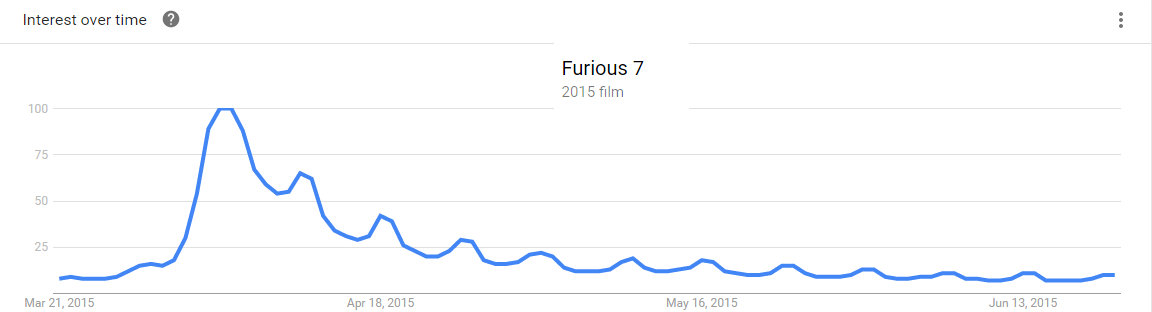 Interest over time ?
Furious 7
2015 film
100
75
50
25
Mar 21, 2015 Apr 18, 2015 May 16, 2015 Jun 13, 2015